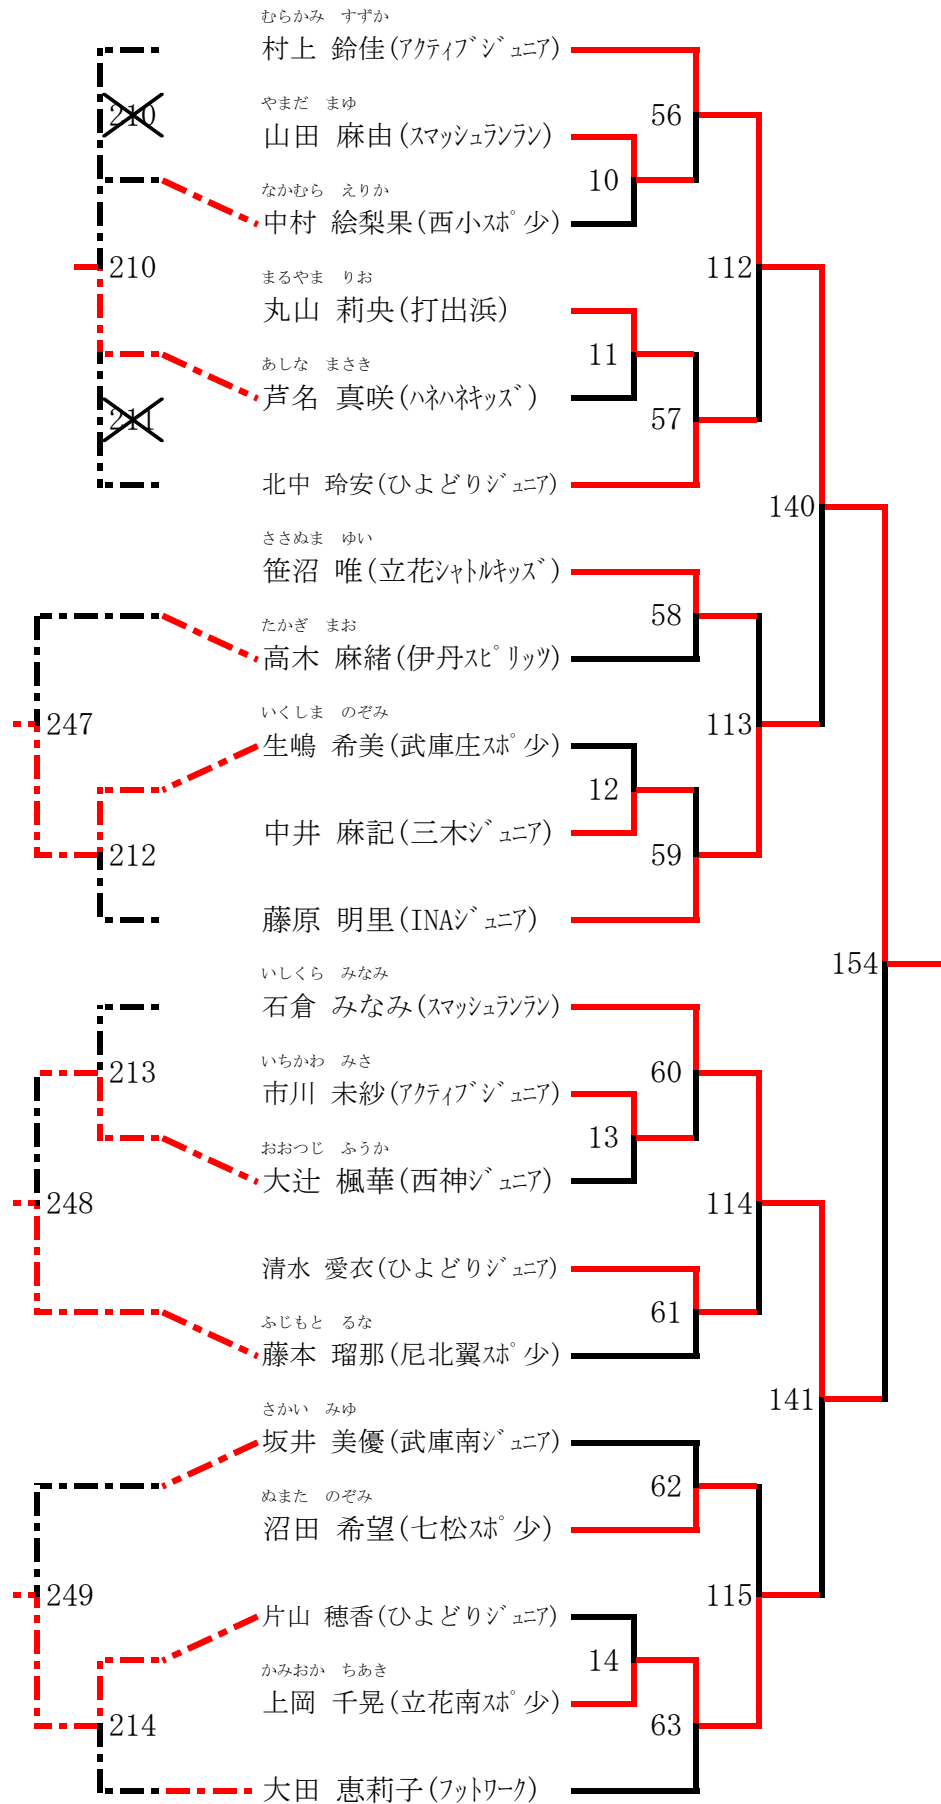 むらかみ　すずか
村上 鈴佳(ｱｸﾃｨﾌﾞｼﾞｭﾆｱ)
56
210
やまだ　まゆ
山田 麻由(ｽﾏｯｼｭﾗﾝﾗﾝ)
10
なかむら　えりか
中村 絵梨果(西小ｽﾎﾟ少)
210
112
まるやま　りお
丸山 莉央(打出浜)
11
あしな　まさき
芦名 真咲(ﾊﾈﾊﾈｷｯｽﾞ)
211
57
北中 玲安(ひよどりｼﾞｭﾆｱ)
140
ささぬま　ゆい
笹沼 唯(立花ｼｬﾄﾙｷｯｽﾞ)
58
たかぎ　まお
高木 麻緒(伊丹ｽﾋﾟﾘｯﾂ)
247
113
いくしま　のぞみ
生嶋 希美(武庫庄ｽﾎﾟ少)
12
中井 麻記(三木ｼﾞｭﾆｱ)
212
59
藤原 明里(INAｼﾞｭﾆｱ)
154
いしくら　みなみ
石倉 みなみ(ｽﾏｯｼｭﾗﾝﾗﾝ)
213
60
いちかわ　みさ
市川 未紗(ｱｸﾃｨﾌﾞｼﾞｭﾆｱ)
13
おおつじ　ふうか
大辻 楓華(西神ｼﾞｭﾆｱ)
248
114
清水 愛衣(ひよどりｼﾞｭﾆｱ)
61
ふじもと　るな
藤本 瑠那(尼北翼ｽﾎﾟ少)
141
さかい　みゆ
坂井 美優(武庫南ｼﾞｭﾆｱ)
62
ぬまた　のぞみ
沼田 希望(七松ｽﾎﾟ少)
249
115
片山 穂香(ひよどりｼﾞｭﾆｱ)
14
かみおか　ちあき
上岡 千晃(立花南ｽﾎﾟ少)
214
63
大田 恵莉子(ﾌｯﾄﾜｰｸ)